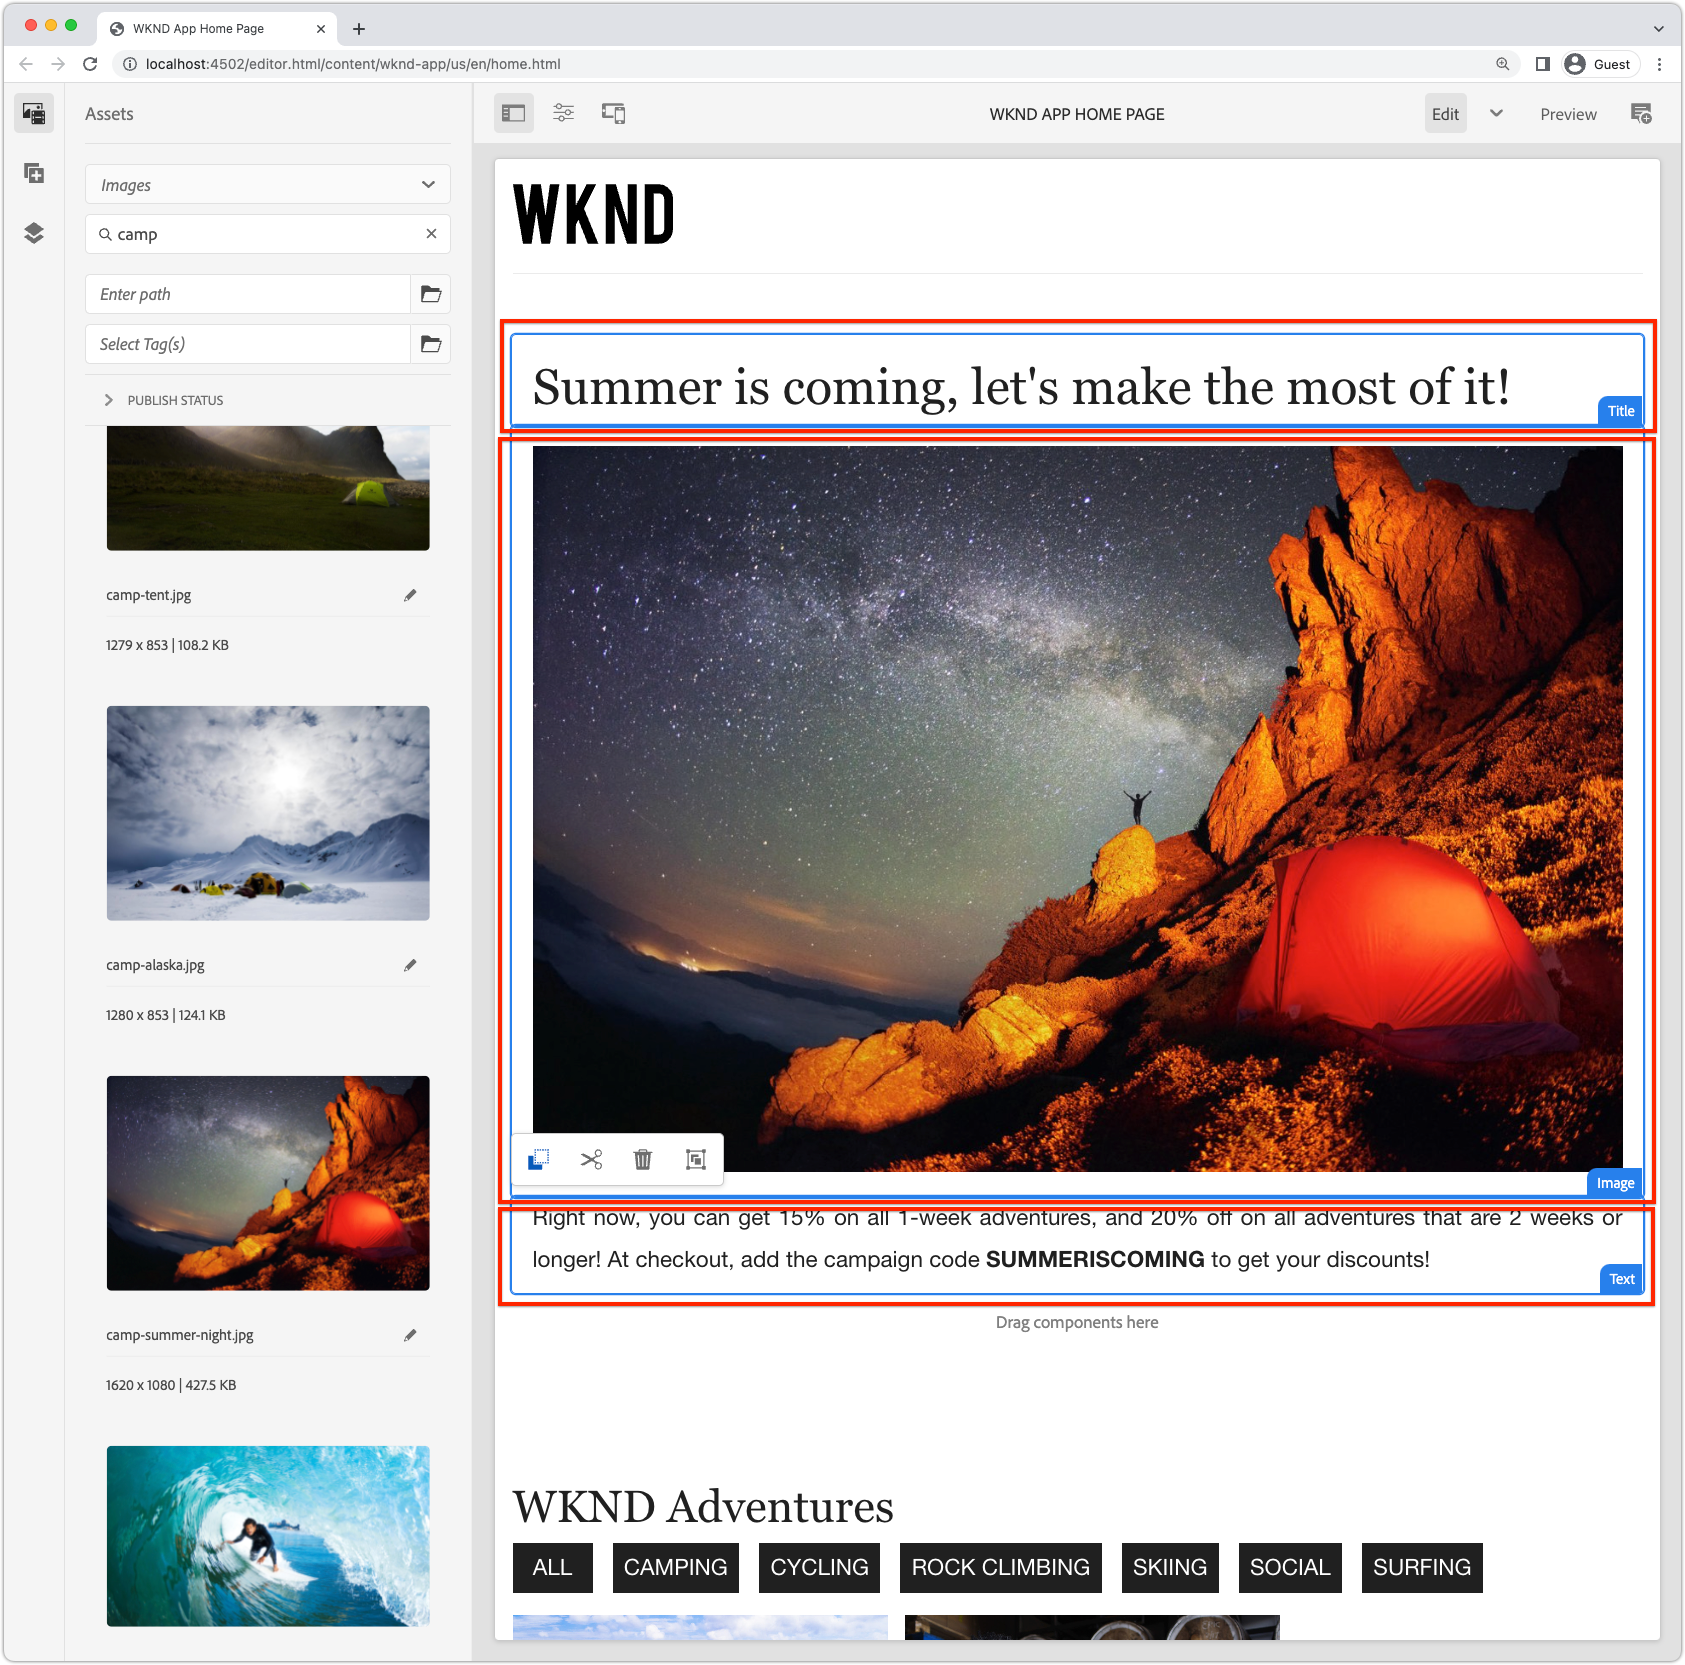 WKND App Home Page
localhost:4502/editor.html/content/wknd-app/us/en/home.html
Guest
Assets
Images
camp
Enter path
Select Tag(s)
PUBLISH STATUS
camp-tent.jpg
1279 x 853 | 108.2 KB
camp-alaska.jpg
1280 x 853 | 124.1 KB
camp-summer-night.jpg
1620 x 1080 | 427.5 KB
WKND APP HOME PAGE
Edit
Preview
WKND
Summer is coming, let's make the most of it!
Title
Image
Right now, you can get 15% on all 1-week adventures, and 20% off on all adventures that are 2 weeks or
longer! At checkout, add the campaign code SUMMERISCOMING to get your discounts!
Text
Drag components here
WKND Adventures
ALL CAMPING CYCLING ROCK CLIMBING SKIING SOCIAL SURFING